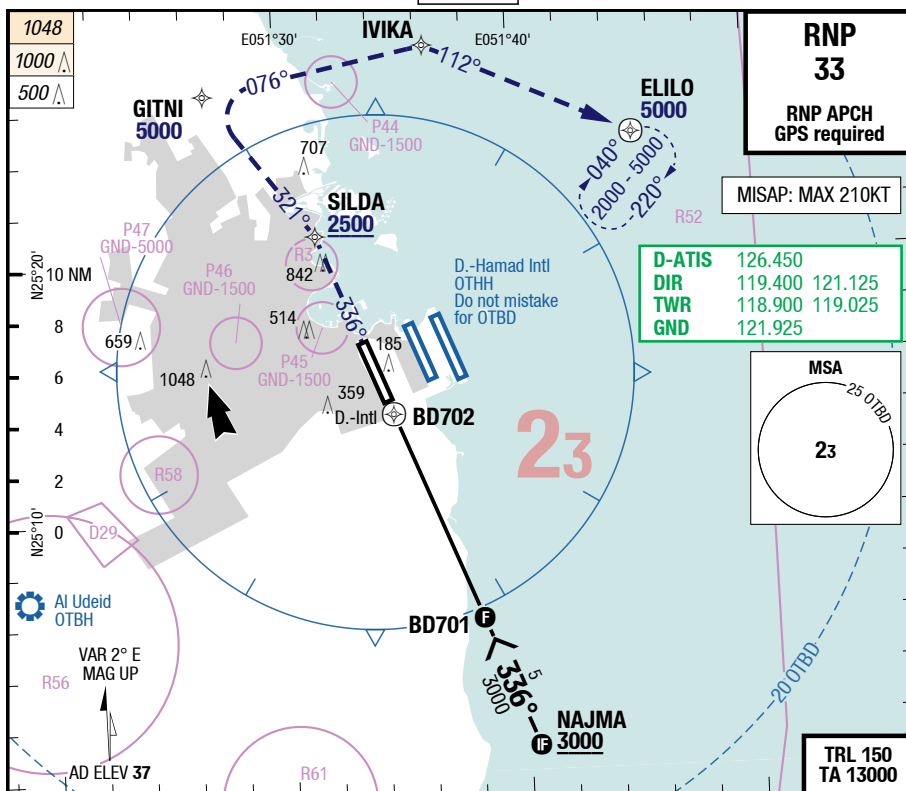 1048
1000
500
E051°30'
IVIKA
E051°40'
RNP
33
RNP APCH
GPS required
076°
112°
GITNI
5000
ELILO
5000
P44
GND-1500
040°
2000 - 5000
220°
707
321°
SILDA
2500
R52
MISAP: MAX 210KT
P47
GND-5000
R3
842
N25°20'
10 NM
P46
GND-1500
D.-Hamad Intl
OTHH
Do not mistake
for OTBD
D-ATIS 126.450
DIR 119.400 121.125
TWR 118.900 119.025
GND 121.925
336°
8
514
659
P45
GND-1500
185
6
1048
359
D.-Intl
BD702
MSA
25 OTBD
23
4
23
2
R58
N25°10'
0
D29
Al Udeid
OTBH
BD701
VAR 2° E
MAG UP
R56
5
336°
3000
20 OTBD
NAJMA
3000
F
IF
AD ELEV 37
R61
TRL 150
TA 13000